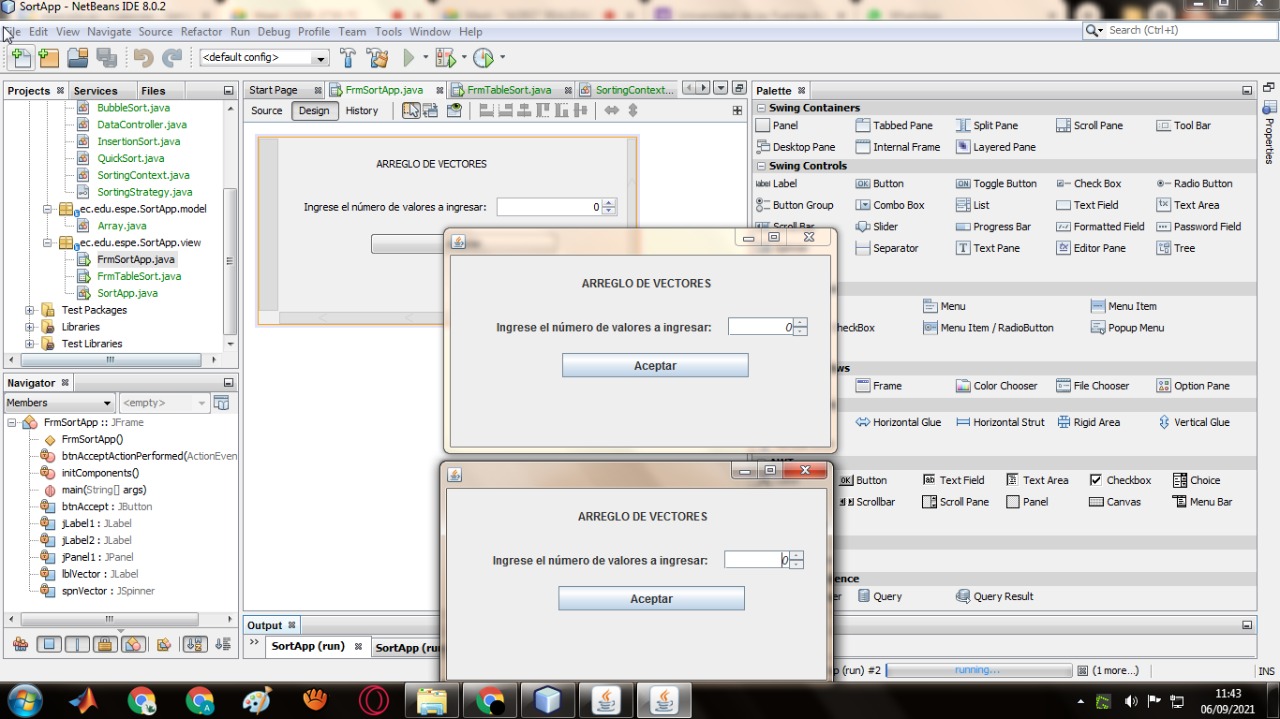 SortApp - NetBeans IDE 8.0.2
Edit View Navigate Source Refactor Run Debug Profile Team Tools Window Help
Search (Ctrl+I)
<default config>
Projects Services Files
BubbleSort.java
DataController.java
InsertionSort.java
QuickSort.java
SortingContext.java
SortingStrategy.java
ec.edu.espe.SortApp.model
Array.java
ec.edu.espe.SortApp.view
FrmSortApp.java
FrmTableSort.java
SortApp.java
Test Packages
Libraries
Test Libraries
Navigator
Members <empty>
FrmSortApp :: JFrame
FrmSortApp()
btnAcceptActionPerformed(ActionEven
initComponents()
main(String[] args)
btnAccept : JButton
jLabel1 : JLabel
jLabel2 : JLabel
jPanel1 : JPanel
lblVector : JLabel
spnVector : JSpinner
Start Page FrmSortApp.java FrmTableSort.java SortingContext...
Source Design History
ARREGLO DE VECTORES
Ingrese el número de valores a ingresar: 0
ARREGLO DE VECTORES
Ingrese el número de valores a ingresar: 0
Aceptar
ARREGLO DE VECTORES
Ingrese el número de valores a ingresar: 0
Aceptar
Output
SortApp (run) SortApp (ru
Palette
Swing Containers
Panel Tabbed Pane Split Pane Scroll Pane Tool Bar
Desktop Pane Internal Frame Layered Pane
Swing Controls
Label Button Toggle Button Check Box Radio Button
Button Group Combo Box List Text Field Text Area
Scroll Bar Slider Progress Bar Formatted Field Password Field
Separator Text Pane Editor Pane Tree
Menu Menu Item
heckBox Menu Item / RadioButton Popup Menu
ws
Frame Color Chooser File Chooser Option Pane
Horizontal Glue Horizontal Strut Rigid Area Vertical Glue
Button Text Field Text Area Checkbox Choice
Scrollbar Scroll Pane Panel Canvas Menu Bar
ence
er Query Query Result
Properties
(run) #2 running... (1 more...) INS
11:43
06/09/2021